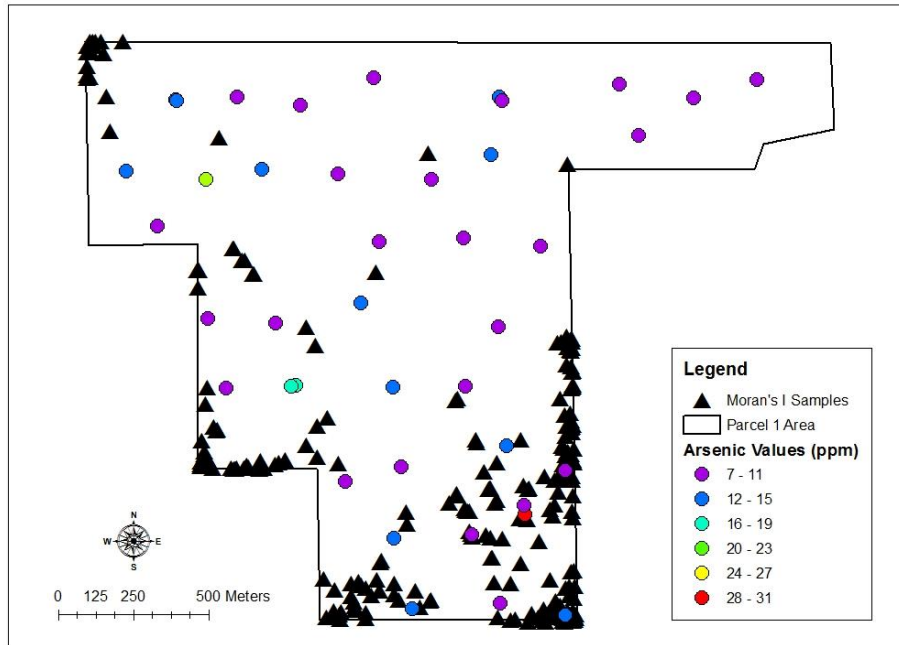 Legend
Moran's I Samples
Parcel 1 Area
Arsenic Values (ppm)
7 - 11
12 - 15
16 - 19
20 - 23
24 - 27
28 - 31
N
W E
S
0 125 250 500 Meters